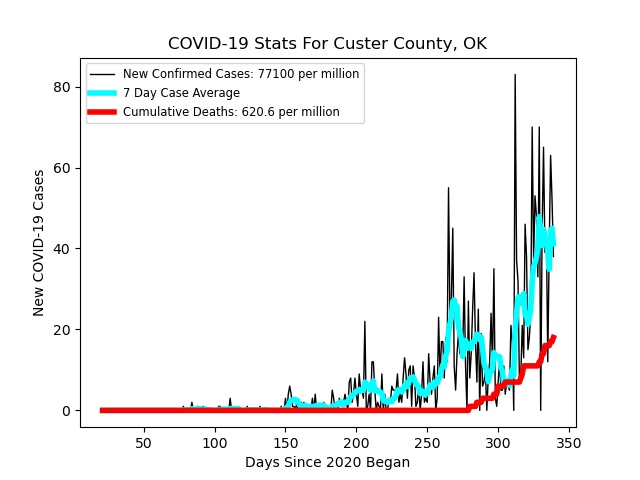 COVID-19 Stats For Custer County, OK
New Confirmed Cases: 77100 per million
7 Day Case Average
Cumulative Deaths: 620.6 per million
New COVID-19 Cases
80
60
40
20
0
50
100
150
200
250
300
350
Days Since 2020 Began